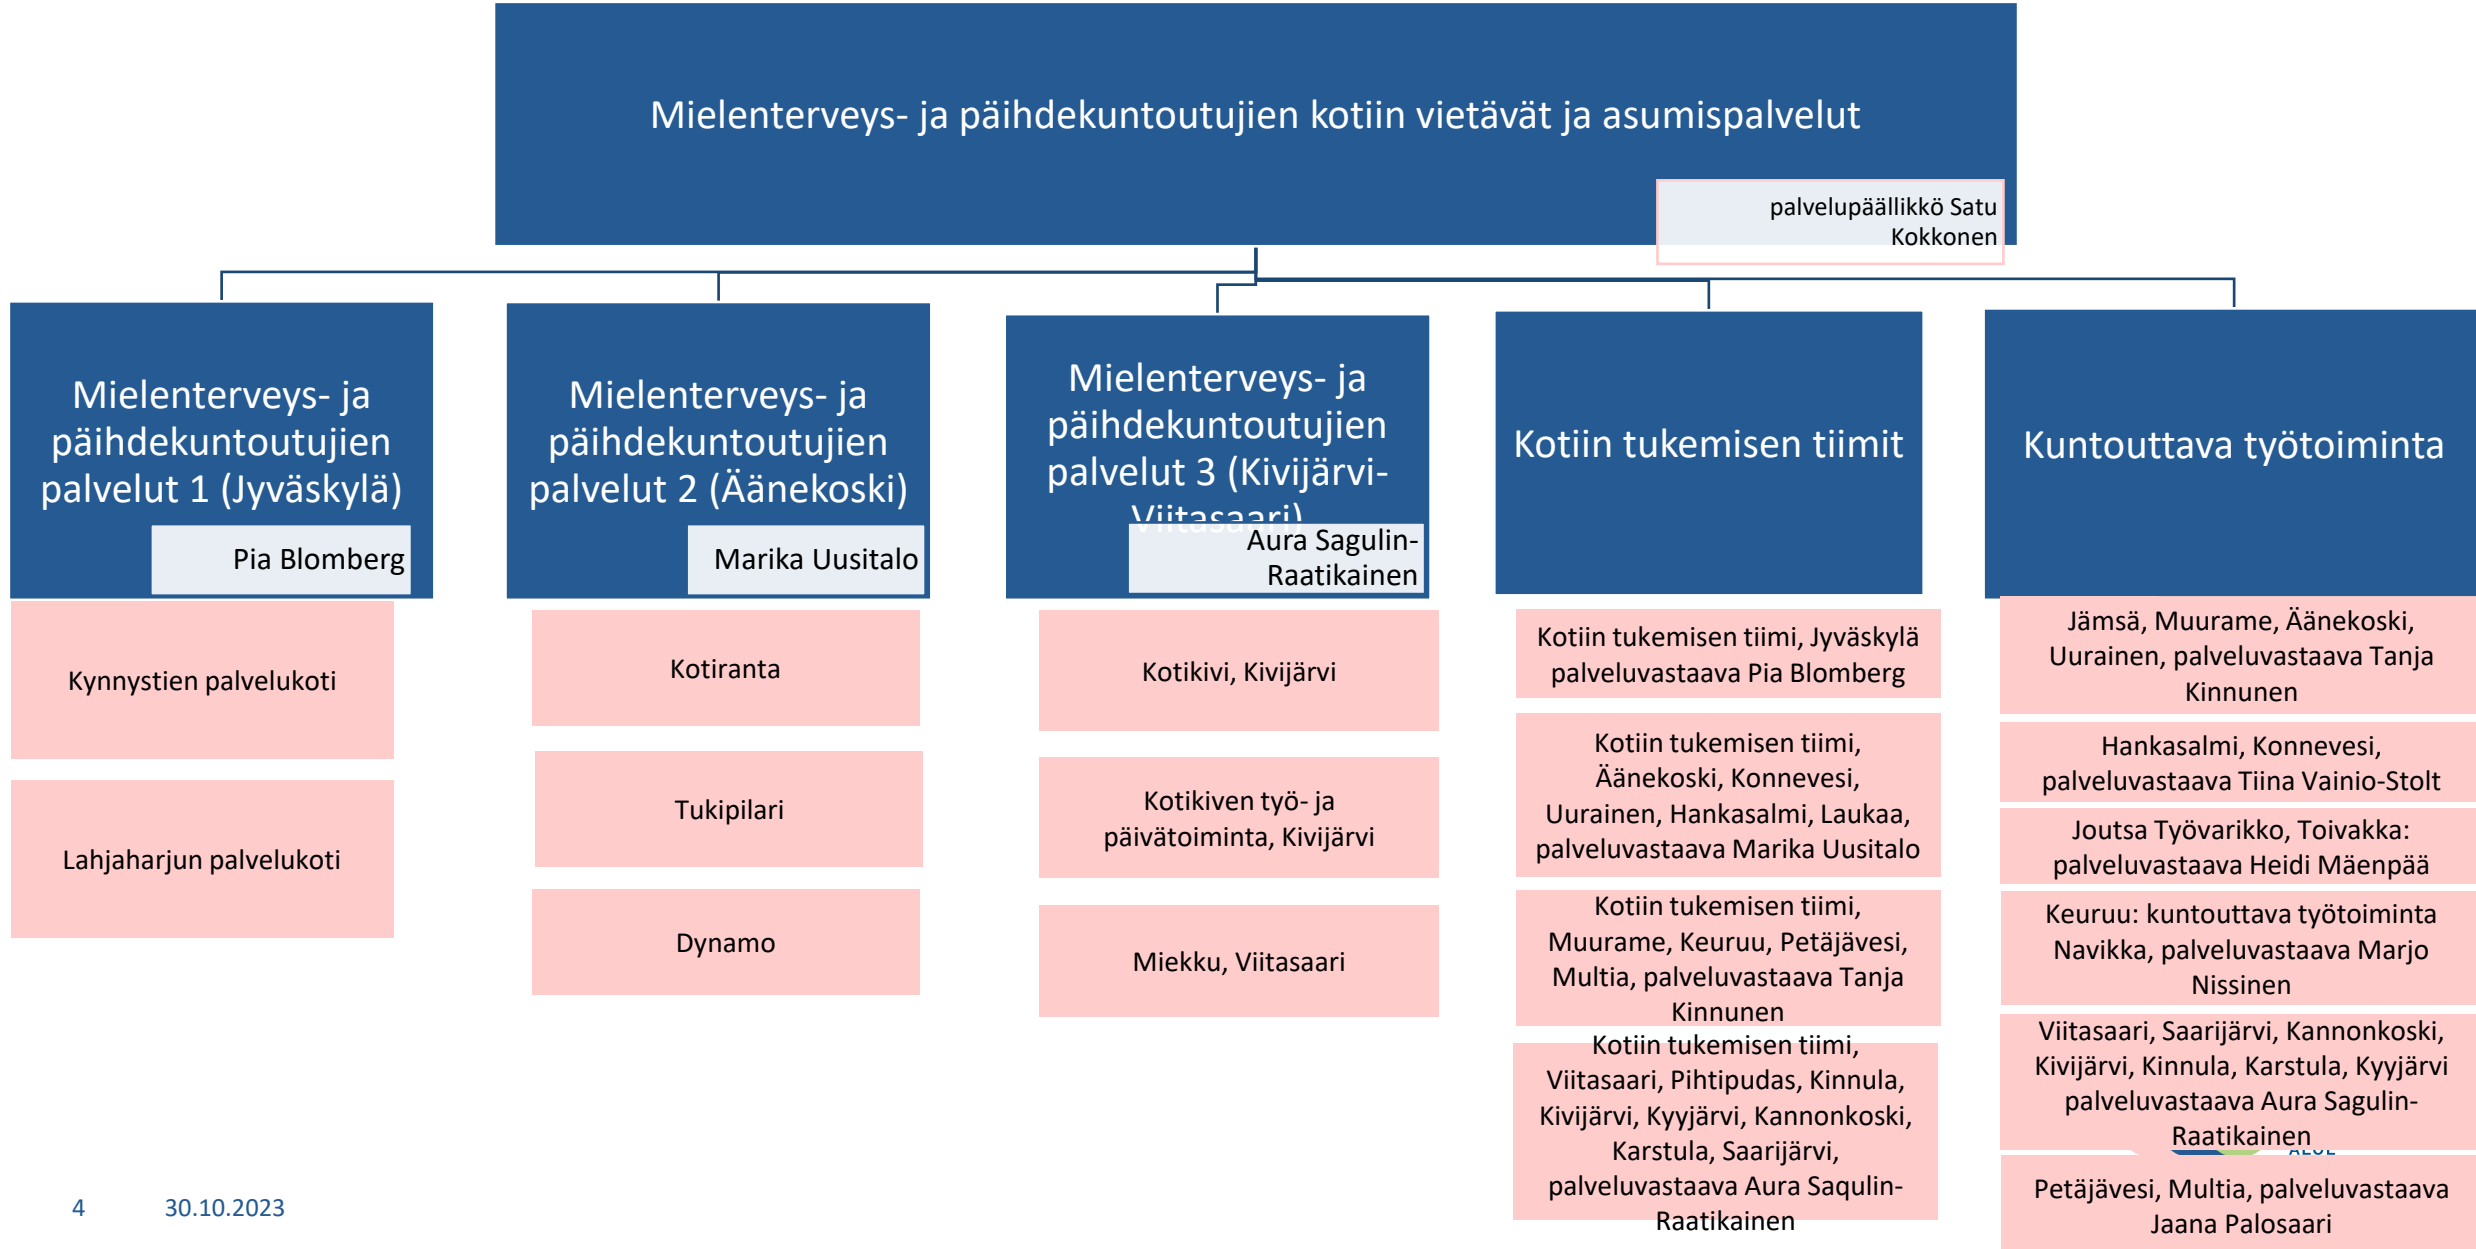 Mielenterveys- ja päihdekuntoutujien kotiin vietävät ja asumispalvelut
palvelupäällikkö Satu
Kokkonen
Mielenterveys- ja
päihdekuntoutujien
palvelut 1 (Jyväskylä)
Pia Blomberg
Kynnystien palvelukoti
Lahjaharjun palvelukoti
Mielenterveys- ja
päihdekuntoutujien
palvelut 2 (Äänekoski)
Marika Uusitalo
Kotiranta
Tukipilari
Dynamo
Mielenterveys- ja
päihdekuntoutujien
palvelut 3 (Kivijärvi-
Viitasaari)
Aura Sagulin-
Raatikainen
Kotikivi, Kivijärvi
Kotikiven työ- ja
päivätoiminta, Kivijärvi
Miekku, Viitasaari
Kotiin tukemisen tiimit
Kotiin tukemisen tiimi, Jyväskylä
palveluvastaava Pia Blomberg
Kotiin tukemisen tiimi,
Äänekoski, Konnevesi,
Uurainen, Hankasalmi, Laukaa,
palveluvastaava Marika Uusitalo
Kotiin tukemisen tiimi,
Muurame, Keuruu, Petäjävesi,
Multia, palveluvastaava Tanja
Kinnunen
Kotiin tukemisen tiimi,
Viitasaari, Pihtipudas, Kinnula,
Kivijärvi, Kyyjärvi, Kannonkoski,
Karstula, Saarijärvi,
palveluvastaava Aura Saqulin-
Raatikainen
Kuntouttava työtoiminta
Jämsä, Muurame, Äänekoski,
Uurainen, palveluvastaava Tanja
Kinnunen
Hankasalmi, Konnevesi,
palveluvastaava Tiina Vainio-Stolt
Joutsa Työvarikko, Toivakka:
palveluvastaava Heidi Mäenpää
Keuruu: kuntouttava työtoiminta
Navikka, palveluvastaava Marjo
Nissinen
Viitasaari, Saarijärvi, Kannonkoski,
Kivijärvi, Kinnula, Karstula, Kyyjärvi
palveluvastaava Aura Sagulin-
Raatikainen
Petäjävesi, Multia, palveluvastaava
Jaana Palosaari
4 30.10.2023